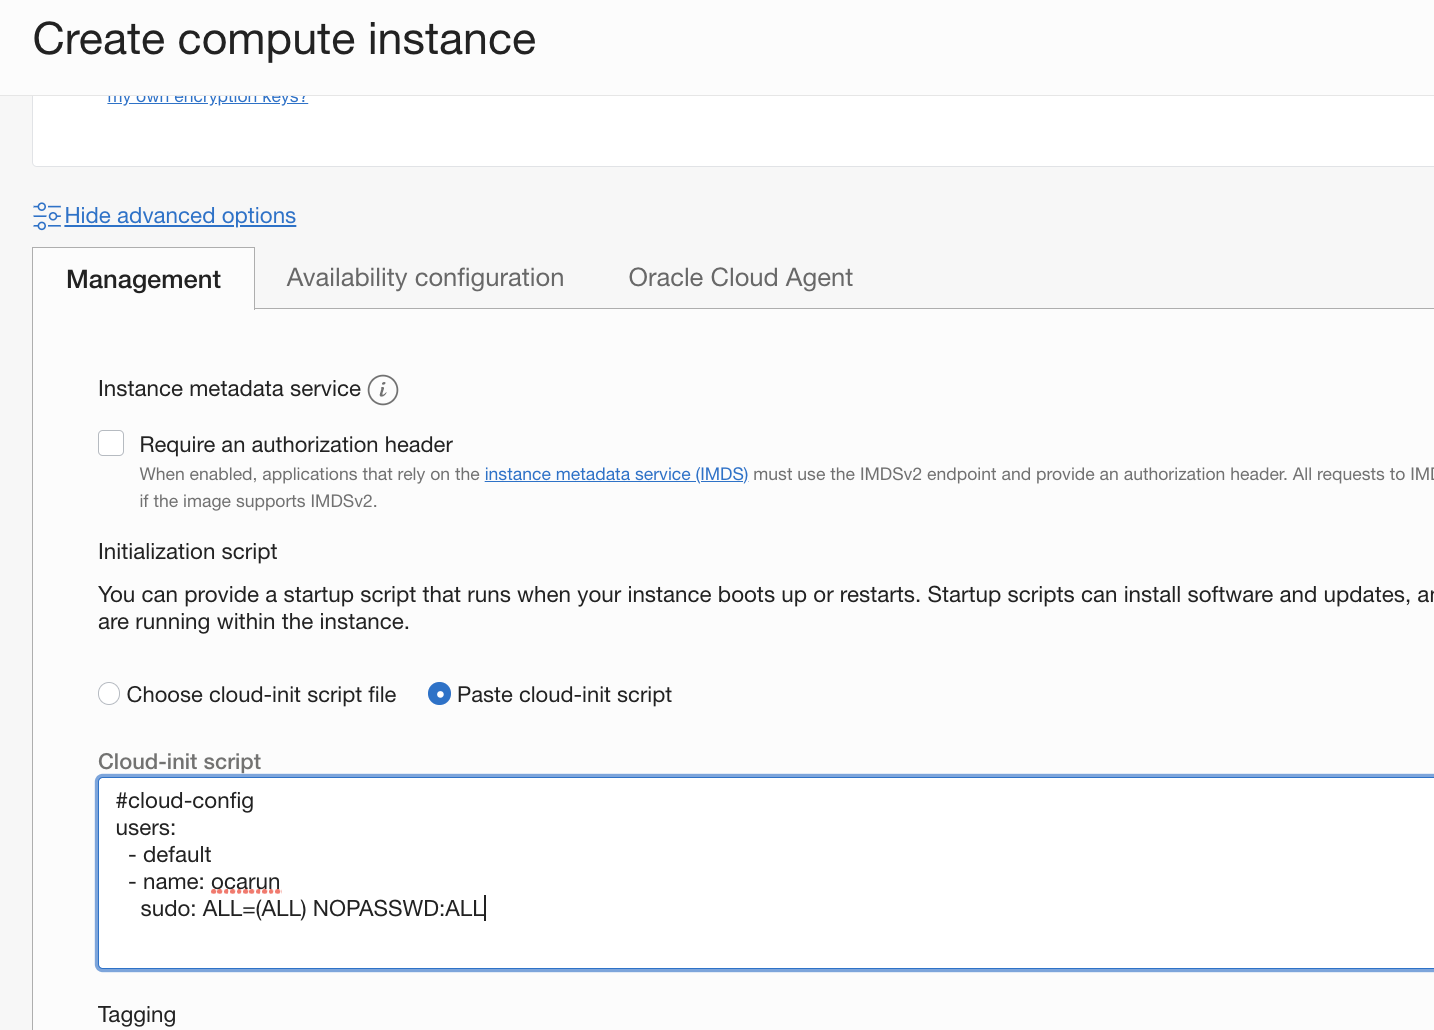 Create compute instance
my own encryption keys?
Hide advanced options
Management
Availability configuration
Oracle Cloud Agent
Instance metadata service
Require an authorization header
When enabled, applications that rely on the instance metadata service (IMDS) must use the IMDSv2 endpoint and provide an authorization header. All requests to
if the image supports IMDSv2.
Initialization script
You can provide a startup script that runs when your instance boots up or restarts. Startup scripts can install software and updates,
are running within the instance.
Choose cloud-init script file
Paste cloud-init script
Cloud-init script
#cloud-config
users:
- default
- name: ocarun
sudo: ALL=(ALL) NOPASSWD:ALL
Tagging